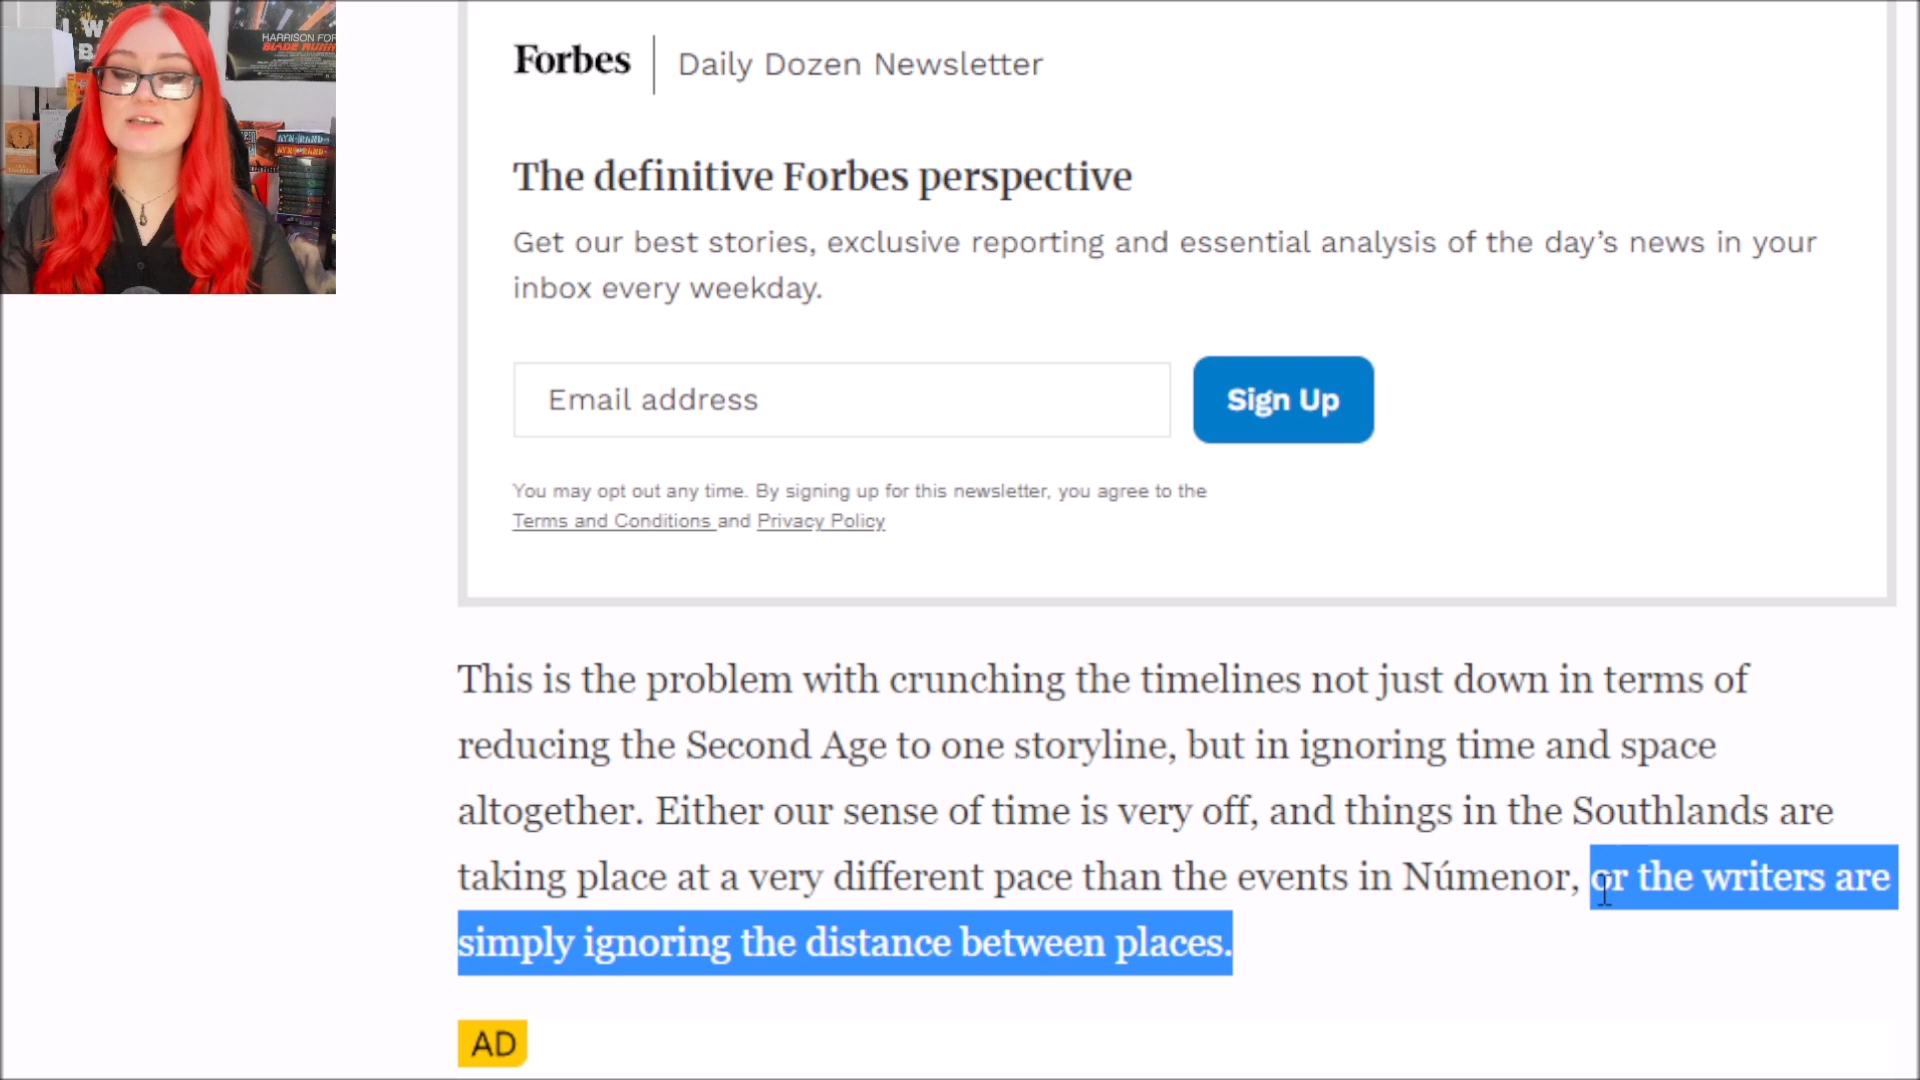 HARRISON FORD
BLADE RUNNER
Forbes
Daily Dozen Newsletter
The definitive Forbes perspective
Get our best stories, exclusive reporting and essential analysis of the day’s news in your
inbox every weekday.
Email address
Sign Up
You may opt out any time. By signing up for this newsletter, you agree to the
Terms and Conditions and Privacy Policy
This is the problem with crunching the timelines not just down in terms of
reducing the Second Age to one storyline, but in ignoring time and space
altogether. Either our sense of time is very off, and things in the Southlands are
taking place at a very different pace than the events in Númenor, or the writers are
simply ignoring the distance between places.
AD